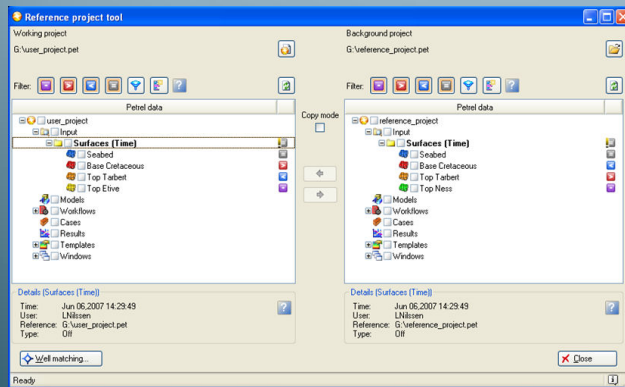 Reference project tool
Working project
G:\user_project.pet
Filter:
Petrel data
user_project
Input
Surfaces (Time)
Seabed
Base Cretaceous
Top Tarbert
Top Etive
Models
Workflows
Cases
Results
Templates
Windows
Details (Surfaces (Time))
Time: Jun 06,2007 14:29:49
User: LNilssen
Reference: G:\user_project.pet
Type: Off
Well matching...
Copy mode
Background project
G:\reference_project.pet
Filter:
Petrel data
reference_project
Input
Surfaces (Time)
Seabed
Base Cretaceous
Top Tarbert
Top Ness
Models
Workflows
Cases
Results
Templates
Windows
Details (Surfaces (Time))
Time: Jun 06,2007 14:29:49
User: LNilssen
Reference: G:\reference_project.pet
Type: Off
Close
Ready